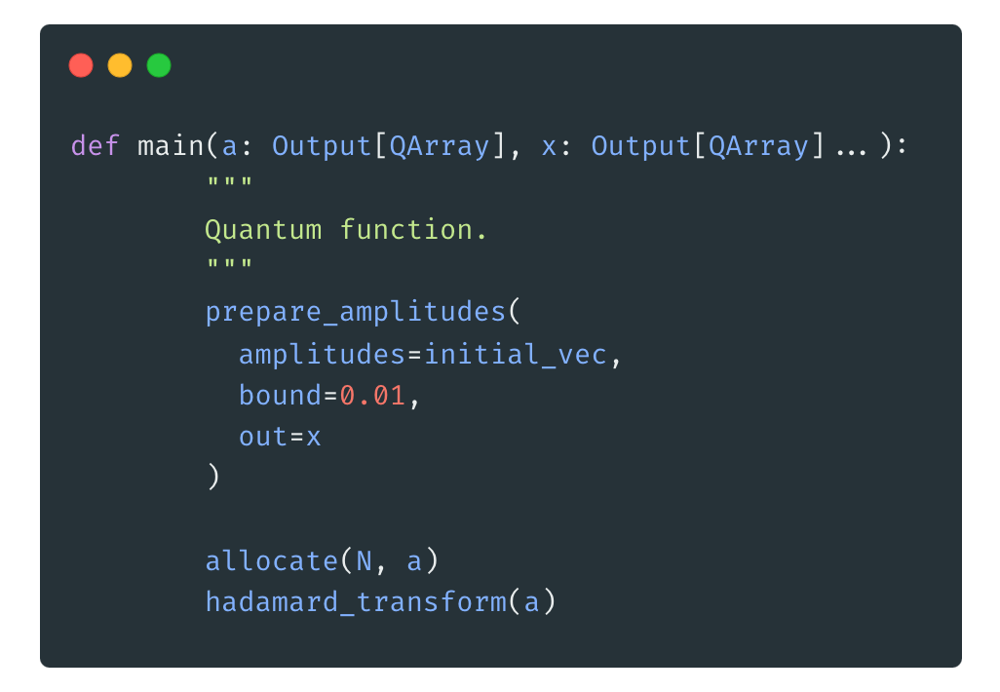 def main(a: Output[QArray], x: Output[QArray]...):
"""
Quantum function.
"""
prepare_amplitudes(
amplitudes=initial_vec,
bound=0.01,
out=x
)
allocate(N, a)
hadamard_transform(a)